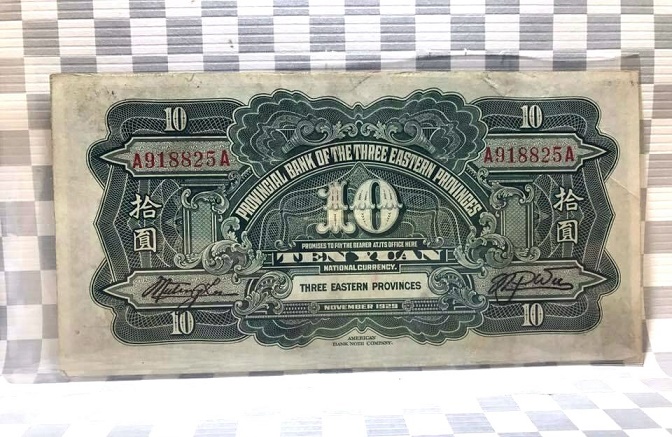 10 10
A918825A A918825A
PROVINCIAL BANK OF THE THREE EASTERN PROVINCES
10
拾圓 拾圓
PROMISES TO PAY THE BEARER AT ITS OFFICE HERE
TEN YUAN
NATIONAL CURRENCY.
THREE EASTERN PROVINCES
NOVEMBER 1929
10 10
AMERICAN
BANK NOTE COMPANY.